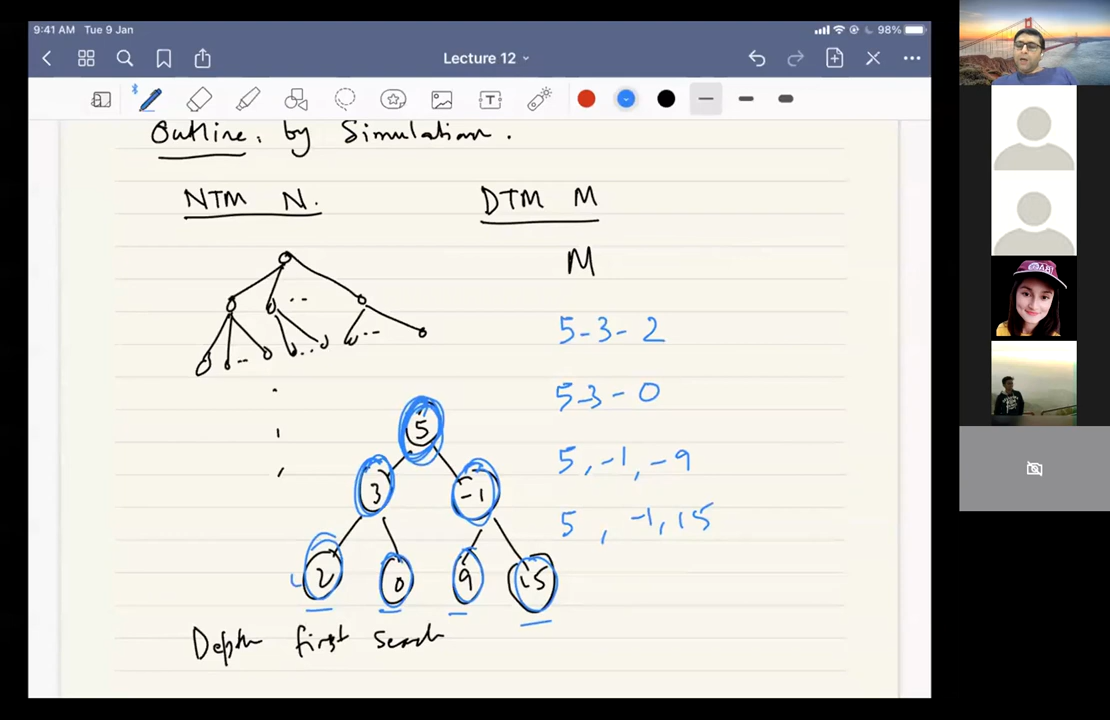 9:41 AM Tue 9 Jan
98%
Lecture 12
T
Outline, by Simulation.
NTM N.
DTM M
M
5-3-2
5-3-0
5, -1, -9
5, -1, 15
5
3
-1
2
0
9
15
Depth first search